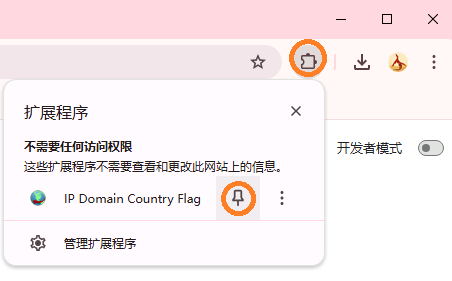 扩展程序
不需要任何访问权限
这些扩展程序不需要查看和更改此网站上的信息。
开发者模式
IP Domain Country Flag
管理扩展程序